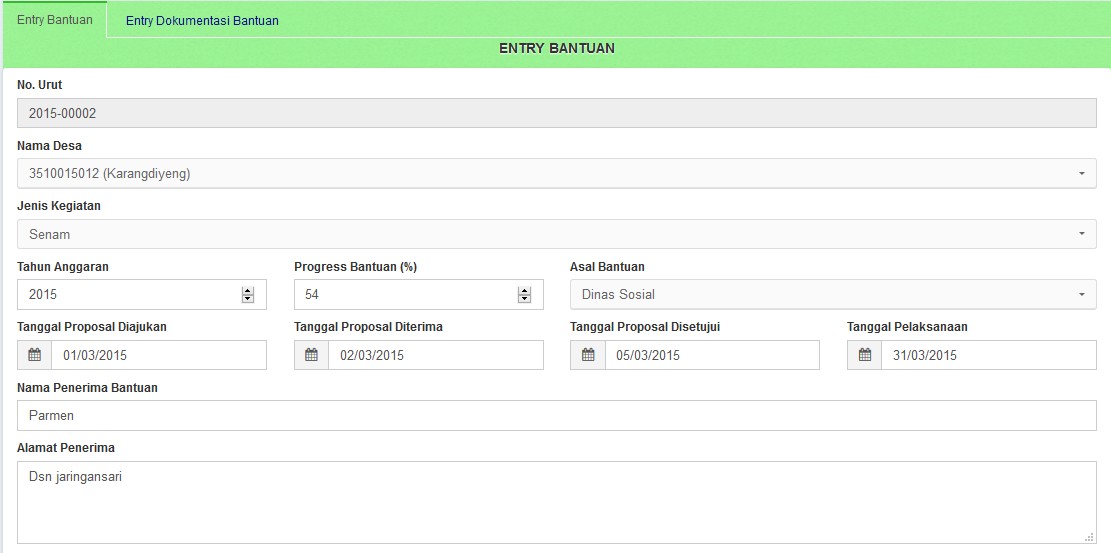 Entry Bantuan Entry Dokumentasi Bantuan
ENTRY BANTUAN
No. Urut
2015-00002
Nama Desa
3510015012 (Karangdiyeng)
Jenis Kegiatan
Senam
Tahun Anggaran Progress Bantuan (%) Asal Bantuan
2015 54 Dinas Sosial
Tanggal Proposal Diajukan Tanggal Proposal Diterima Tanggal Proposal Disetujui Tanggal Pelaksanaan
01/03/2015 02/03/2015 05/03/2015 31/03/2015
Nama Penerima Bantuan
Parmen
Alamat Penerima
Dsn jaringansari